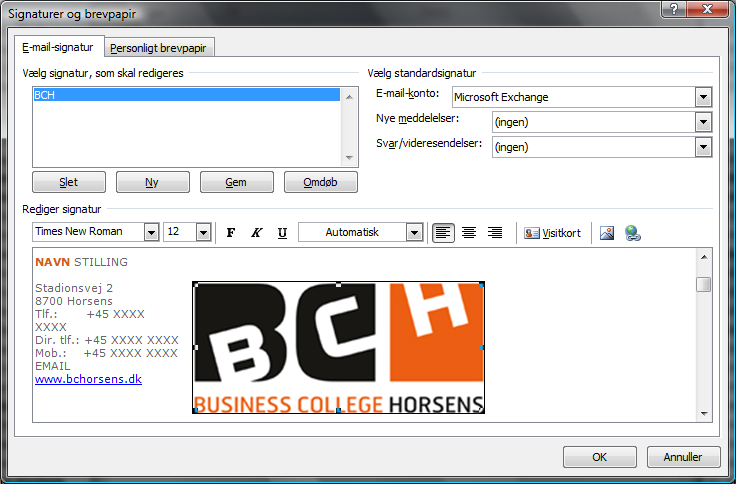 Signaturer og brevpapir
E-mail-signatur
Personligt brevpapir
Vælg signatur, som skal redigeres
BCH
Slet
Ny
Gem
Omdøb
Vælg standardsignatur
E-mail-konto: Microsoft Exchange
Nye meddelelser: (ingen)
Svar/videresendelser: (ingen)
Rediger signatur
Times New Roman 12 F K U Automatisk Visitkort
NAVN STILLING
Stadionsvej 2
8700 Horsens
Tlf.: +45 XXXX
XXXX
Dir. tlf.: +45 XXXX XXXX
Mob.: +45 XXXX XXXX
EMAIL
www.bchorsens.dk
BCH
BUSINESS COLLEGE HORSENS
OK
Annuller